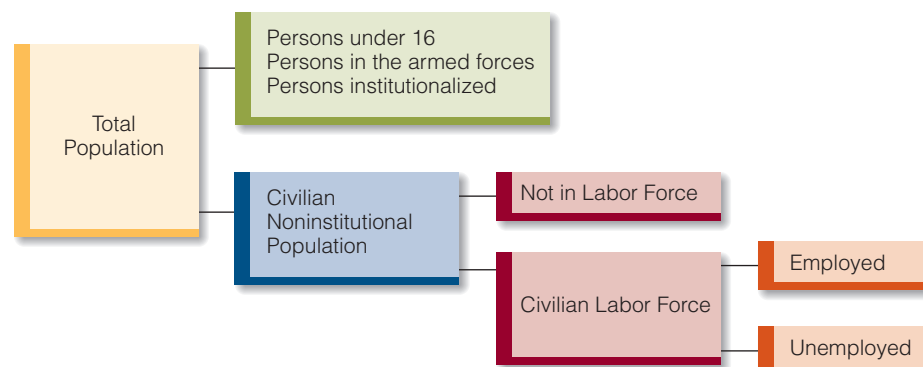 Total
Population
Persons under 16
Persons in the armed forces
Persons institutionalized
Civilian
Noninstitutional
Population
Not in Labor Force
Civilian Labor Force
Employed
Unemployed